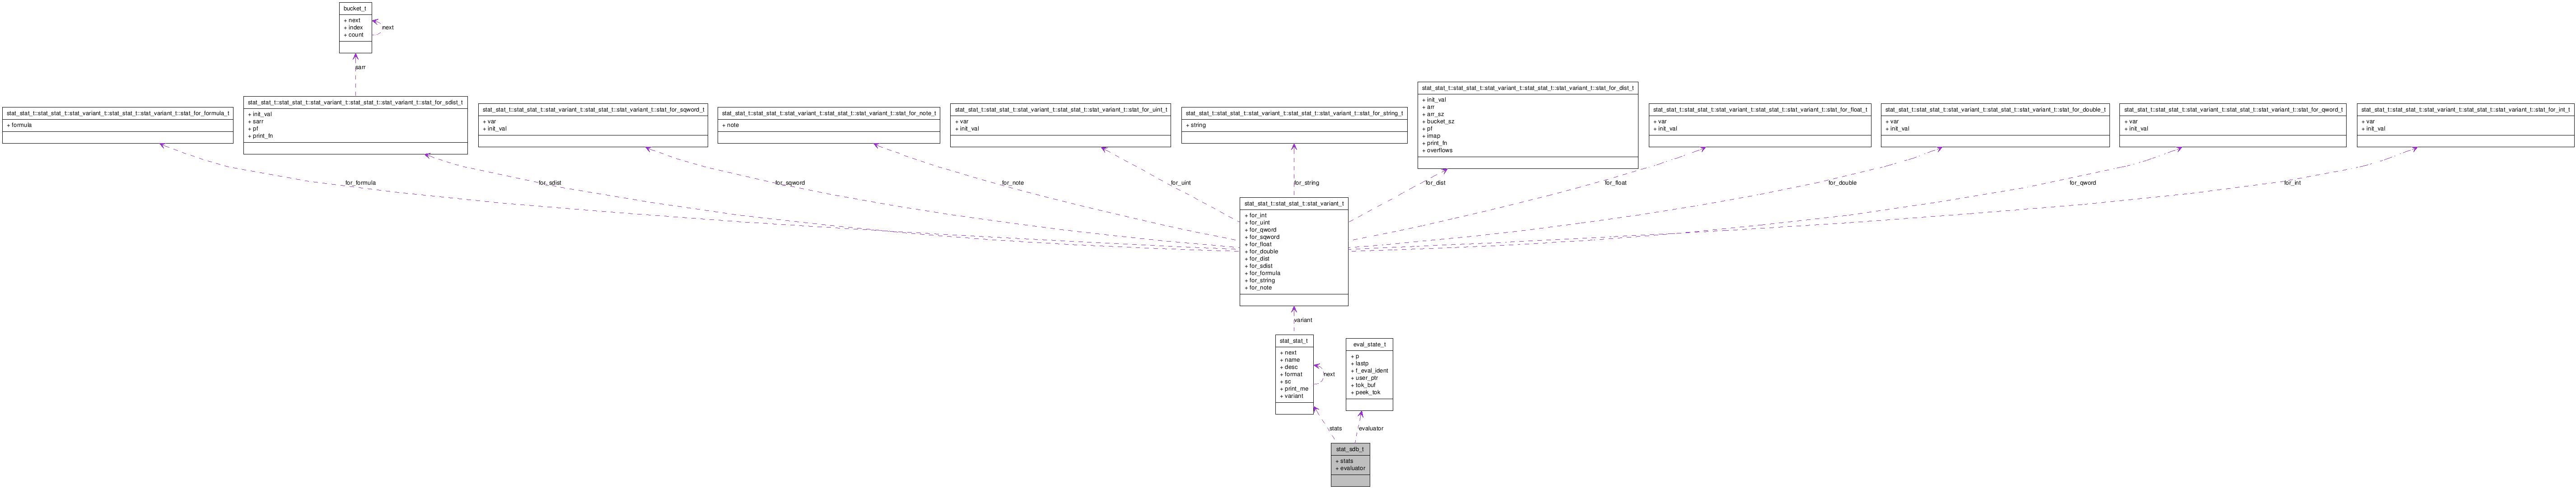 bucket_t
+ next
+ index
+ count
next
sarr
stat_stat_t::stat_stat_t::stat_variant_t::stat_stat_t::stat_variant_t::stat_for_formula_t
+ formula
stat_stat_t::stat_stat_t::stat_variant_t::stat_stat_t::stat_variant_t::stat_for_sdist_t
+ init_val
+ sarr
+ pf
+ print_fn
stat_stat_t::stat_stat_t::stat_variant_t::stat_stat_t::stat_variant_t::stat_for_sqword_t
+ var
+ init_val
stat_stat_t::stat_stat_t::stat_variant_t::stat_stat_t::stat_variant_t::stat_for_note_t
+ note
stat_stat_t::stat_stat_t::stat_variant_t::stat_stat_t::stat_variant_t::stat_for_uint_t
+ var
+ init_val
stat_stat_t::stat_stat_t::stat_variant_t::stat_stat_t::stat_variant_t::stat_for_string_t
+ string
stat_stat_t::stat_stat_t::stat_variant_t::stat_stat_t::stat_variant_t::stat_for_dist_t
+ init_val
+ arr
+ arr_sz
+ bucket_sz
+ pf
+ imap
+ print_fn
+ overflows
stat_stat_t::stat_stat_t::stat_variant_t::stat_stat_t::stat_variant_t::stat_for_float_t
+ var
+ init_val
stat_stat_t::stat_stat_t::stat_variant_t::stat_stat_t::stat_variant_t::stat_for_double_t
+ var
+ init_val
stat_stat_t::stat_stat_t::stat_variant_t::stat_stat_t::stat_variant_t::stat_for_qword_t
+ var
+ init_val
stat_stat_t::stat_stat_t::stat_variant_t::stat_stat_t::stat_variant_t::stat_for_int_t
+ var
+ init_val
for_formula
for_sdist
for_sqword
for_note
for_uint
for_string
for_dist
for_float
for_double
for_qword
for_int
stat_stat_t::stat_stat_t::stat_variant_t
+ for_int
+ for_uint
+ for_qword
+ for_sqword
+ for_float
+ for_double
+ for_dist
+ for_sdist
+ for_formula
+ for_string
+ for_note
variant
stat_stat_t
+ next
+ name
+ desc
+ format
+ sc
+ print_me
+ variant
next
eval_state_t
+ p
+ lastp
+ f_eval_ident
+ user_ptr
+ tok_buf
+ peek_tok
stats
evaluator
stat_sdb_t
+ stats
+ evaluator